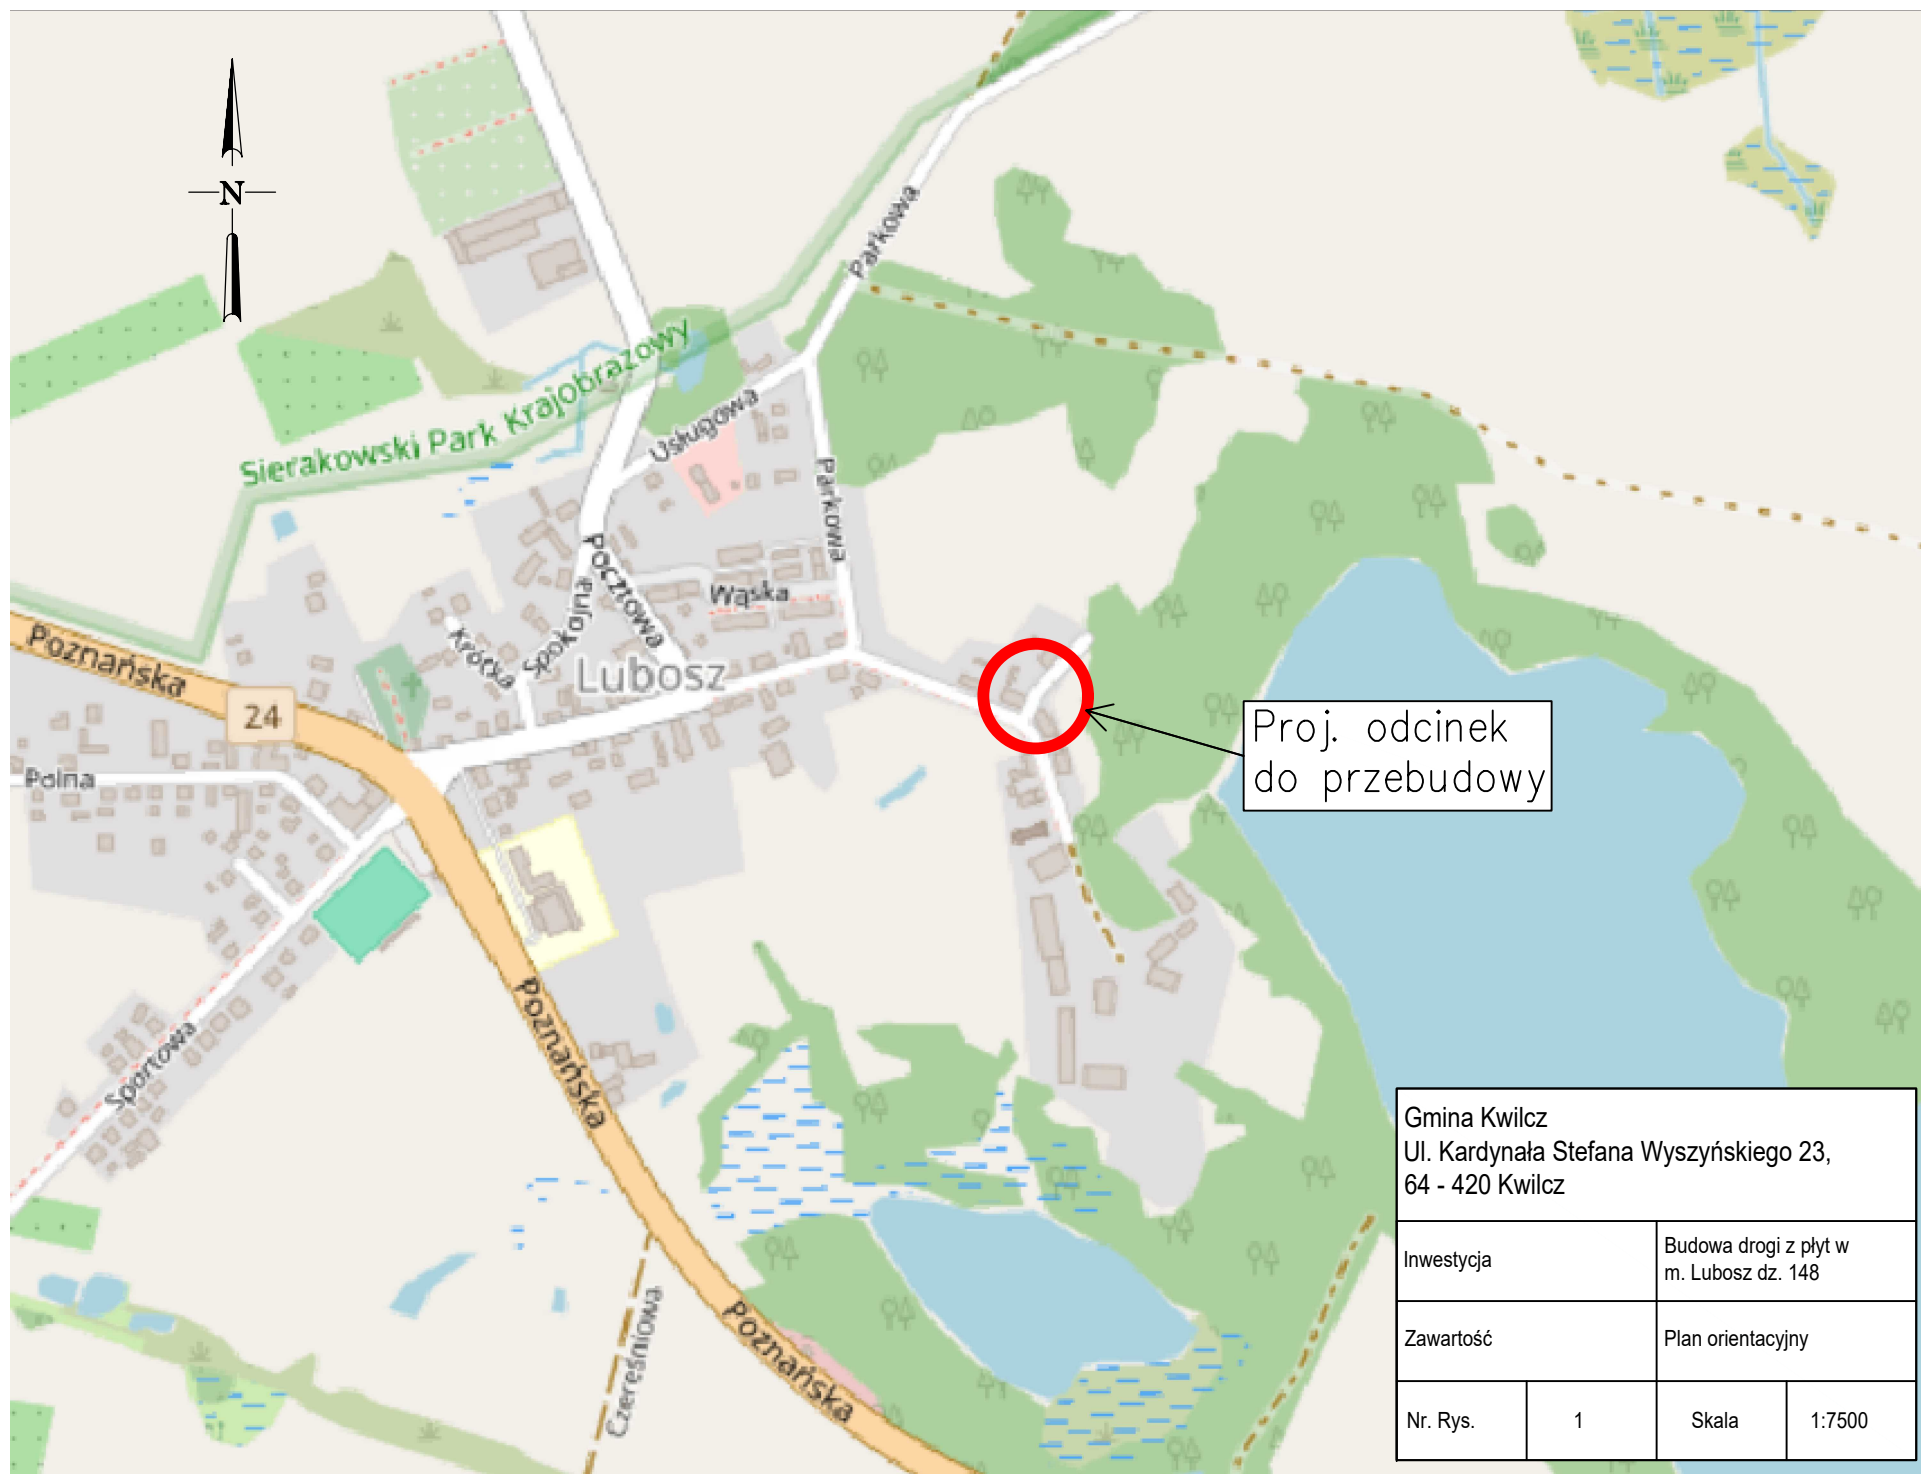 N
Parkowa
Sierakowski Park Krajobrazowy
Usługowa
Parkowa
Pocztowa
Wąska
Spokojna
Krótka
Poznańska
Lubosz
24
Polna
Proj. odcinek
do przebudowy
Poznańska
Sportowa
Czereśniowa
Poznańska
Gmina Kwilcz
Ul. Kardynała Stefana Wyszyńskiego 23,
64 - 420 Kwilcz
Inwestycja
Budowa drogi z płyt w
m. Lubosz dz. 148
Zawartość
Plan orientacyjny
Nr. Rys.
1
Skala
1:7500